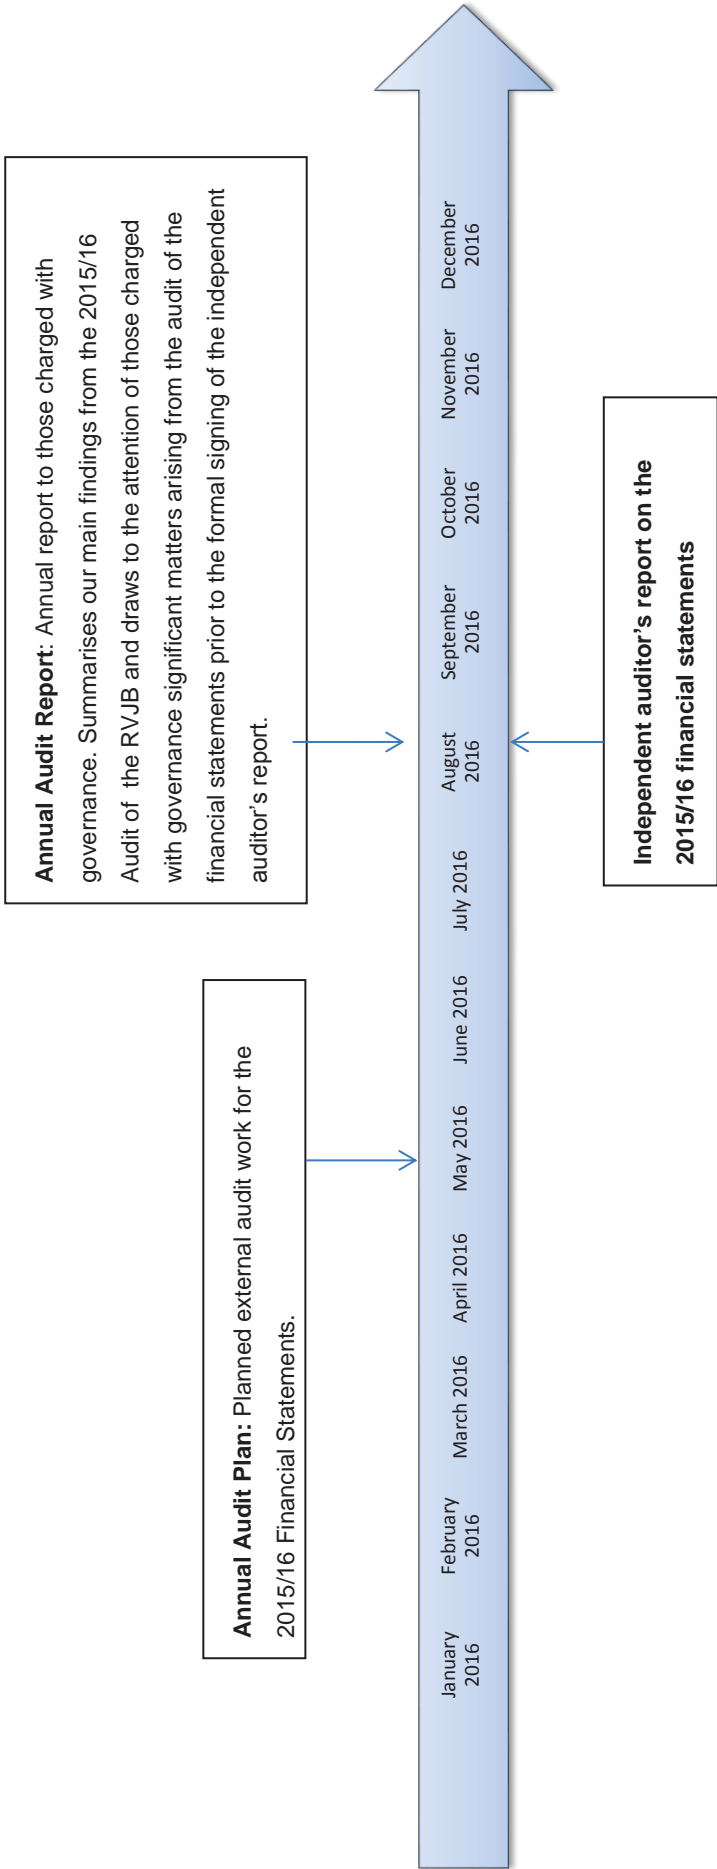 Annual Audit Plan: Planned external audit work for the
2015/16 Financial Statements.
Annual Audit Report: Annual report to those charged with
governance. Summarises our main findings from the 2015/16
Audit of the RVJB and draws to the attention of those charged
with governance significant matters arising from the audit of the
financial statements prior to the formal signing of the independent
auditor’s report.
January
2016
February
2016
March 2016
April 2016
May 2016
June 2016
July 2016
August
2016
September
2016
October
2016
November
2016
December
2016
Independent auditor’s report on the
2015/16 financial statements